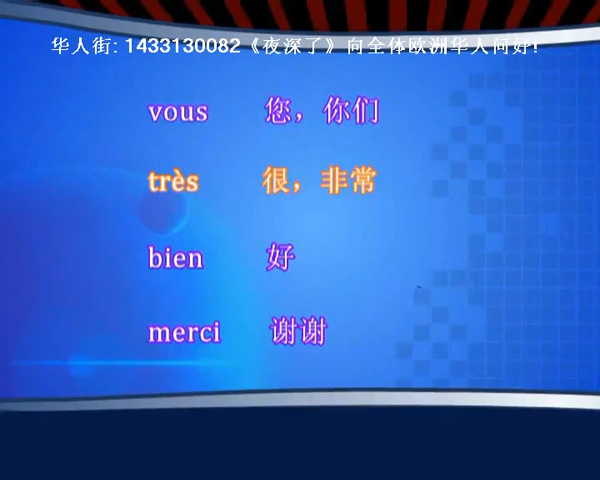 华人街: 1433130082《夜深了》向全体欧洲华人问好!
vous 您，你们
très 很，非常
bien 好
merci 谢谢